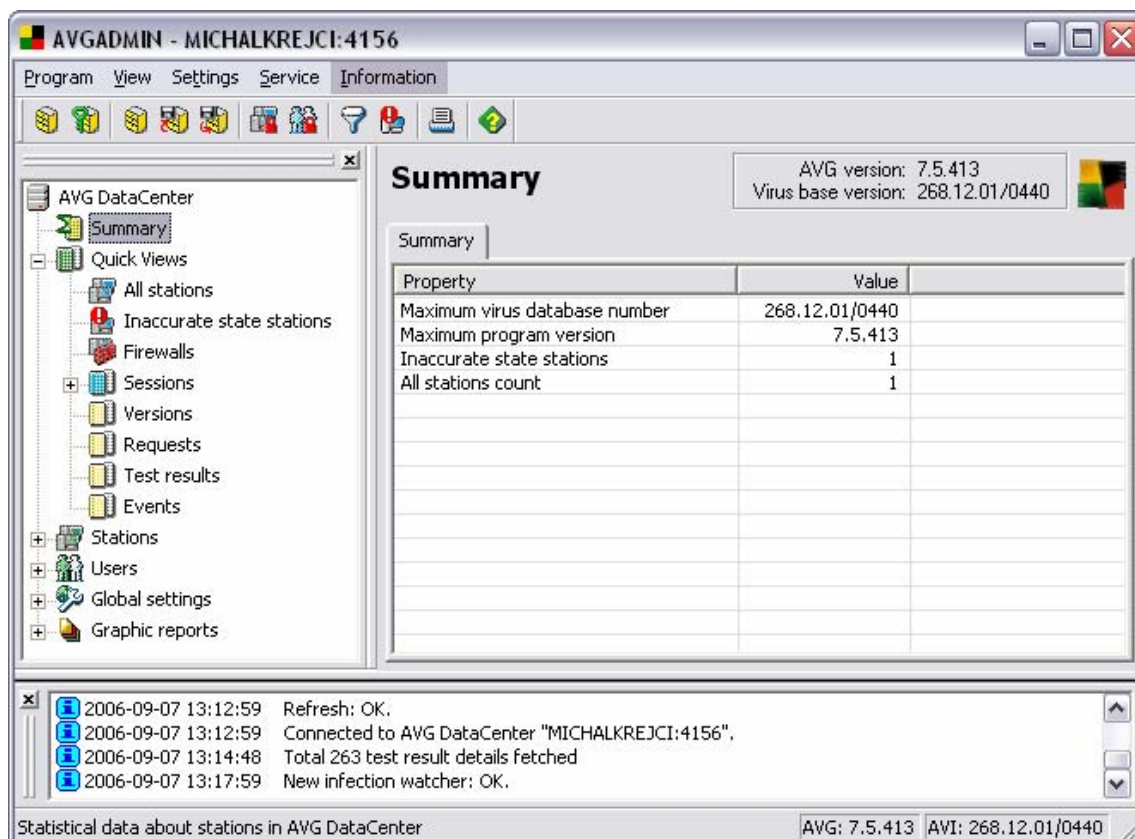 AVGADMIN - MICHALKREJCI:4156
Program View Settings Service Information
AVG DataCenter
Summary
Quick Views
All stations
Inaccurate state stations
Firewalls
Sessions
Versions
Requests
Test results
Events
Stations
Users
Global settings
Graphic reports
Summary
AVG version: 7.5.413
Virus base version: 268.12.01/0440
Summary
Property Value
Maximum virus database number 268.12.01/0440
Maximum program version 7.5.413
Inaccurate state stations 1
All stations count 1
2006-09-07 13:12:59 Refresh: OK.
2006-09-07 13:12:59 Connected to AVG DataCenter "MICHALKREJCI:4156".
2006-09-07 13:14:48 Total 263 test result details fetched
2006-09-07 13:17:59 New infection watcher: OK.
Statistical data about stations in AVG DataCenter AVG: 7.5.413 AVI: 268.12.01/0440